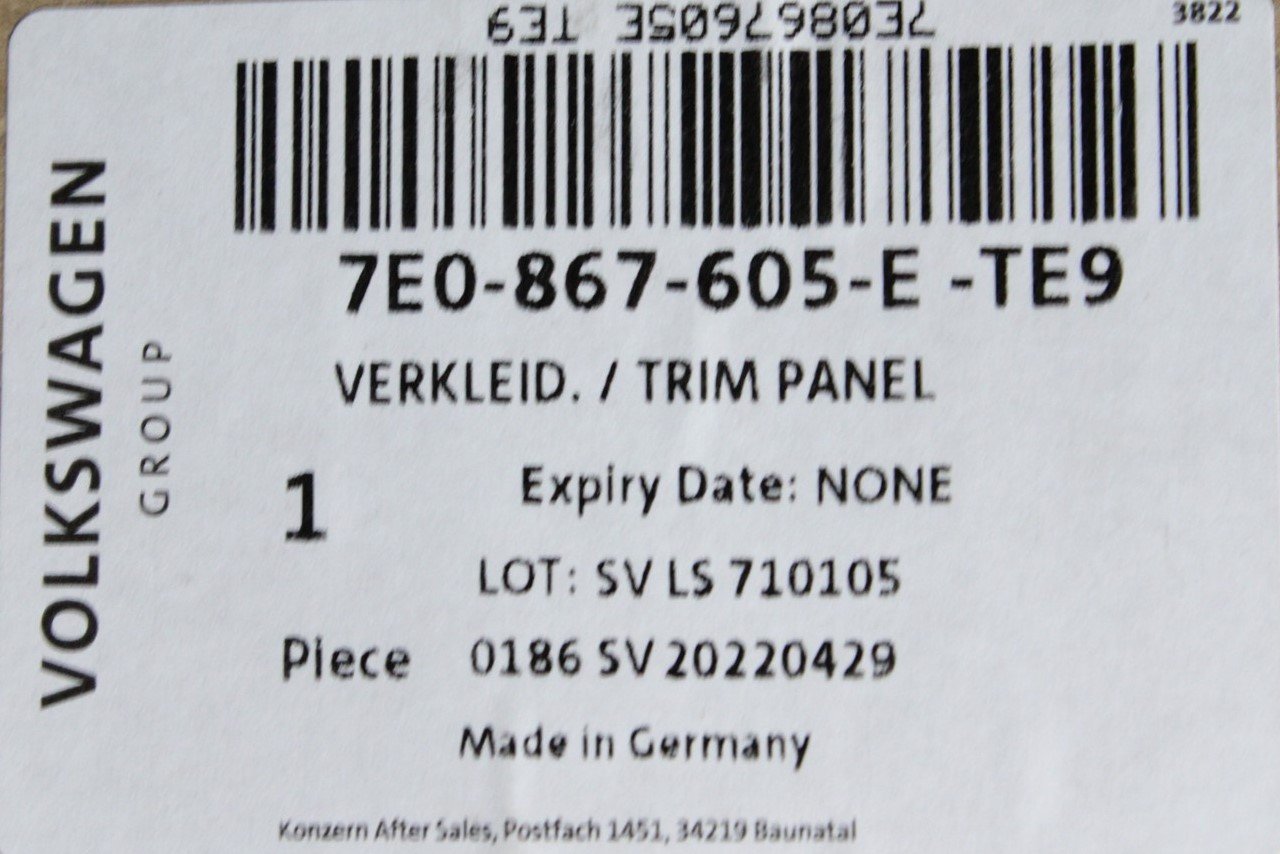 3822
7E0867605E TE9
7E0-867-605-E -TE9
VERKLEID. / TRIM PANEL
VOLKSWAGEN
GROUP
1
Expiry Date: NONE
LOT: SV LS 710105
Piece 0186 SV 20220429
Made in Germany
Konzern After Sales, Postfach 1451, 34219 Baunatal